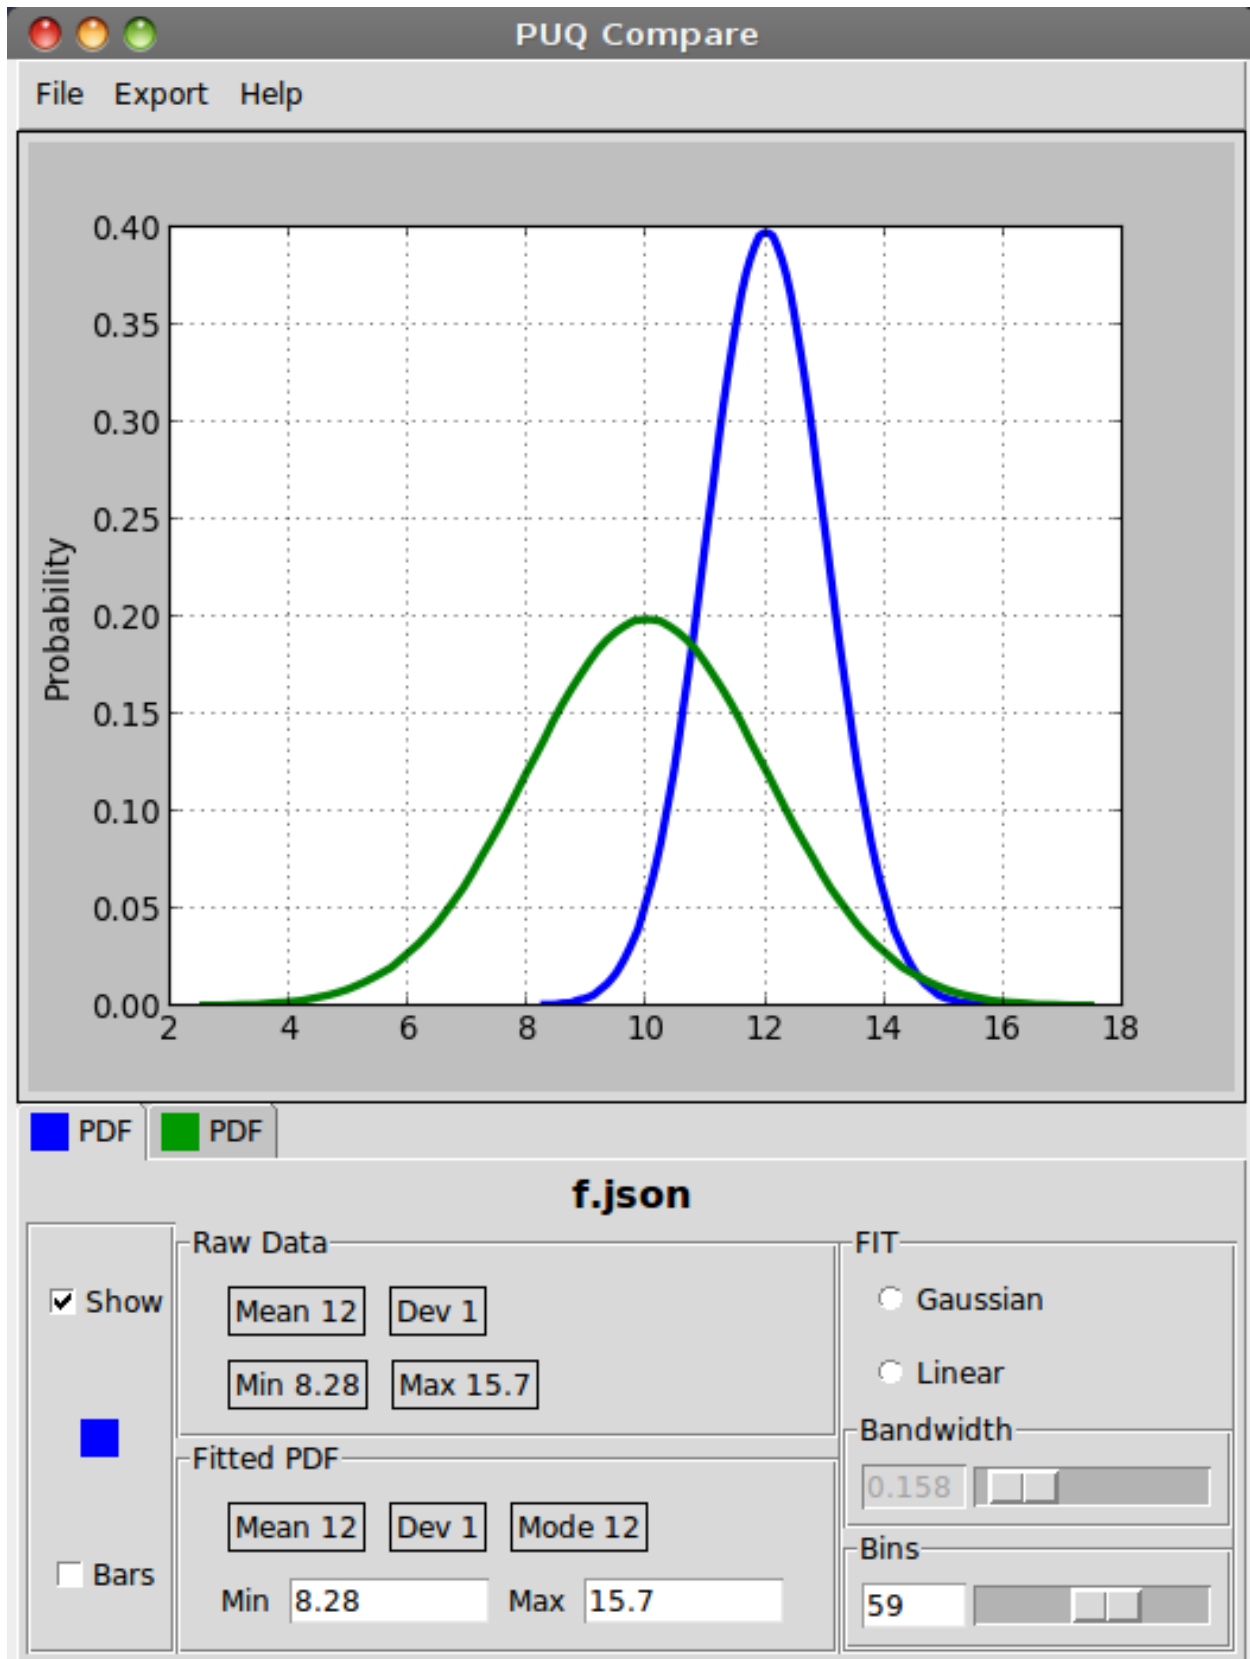 PUQ Compare
File Export Help
0.40
0.35
0.30
0.25
0.20
0.15
0.10
0.05
0.00
Probability
2 4 6 8 10 12 14 16 18
PDF PDF
f.json
Raw Data
Mean 12 Dev 1
Min 8.28 Max 15.7
Fitted PDF
Mean 12 Dev 1 Mode 12
Min 8.28 Max 15.7
Show
Bars
FIT
Gaussian
Linear
Bandwidth
0.158
Bins
59